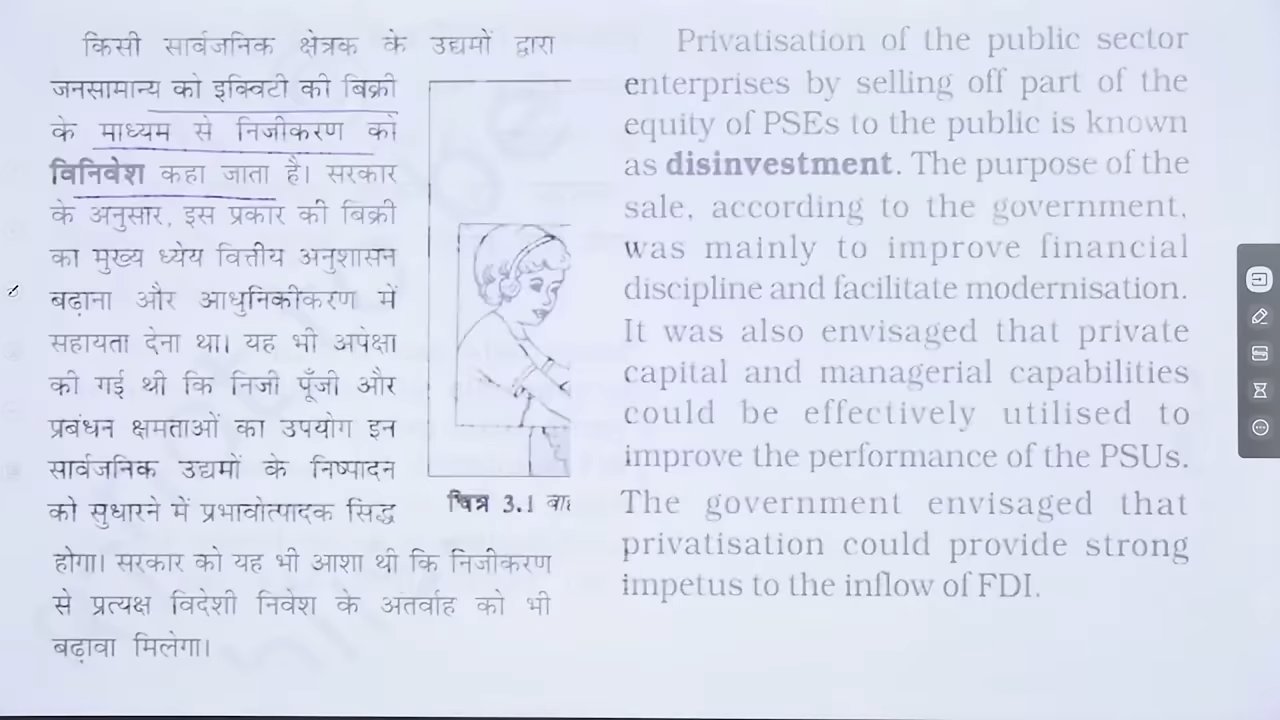 किसी सार्वजनिक क्षेत्रक के उद्यमों द्वारा
जनसामान्य को इक्विटी की बिक्री
के माध्यम से निजीकरण को
विनिवेश कहा जाता है। सरकार
के अनुसार, इस प्रकार की बिक्री
का मुख्य ध्येय वित्तीय अनुशासन
बढ़ाना और आधुनिकीकरण में
सहायता देना था। यह भी अपेक्षा
की गई थी कि निजी पूँजी और
प्रबंधन क्षमताओं का उपयोग इन
सार्वजनिक उद्यमों के निष्पादन
को सुधारने में प्रभावोत्पादक सिद्ध
होगा। सरकार को यह भी आशा थी कि निजीकरण
से प्रत्यक्ष विदेशी निवेश के अंतर्वाह को भी
बढ़ावा मिलेगा।
चित्र 3.1
Privatisation of the public sector
enterprises by selling off part of the
equity of PSEs to the public is known
as disinvestment. The purpose of the
sale, according to the government,
was mainly to improve financial
discipline and facilitate modernisation.
It was also envisaged that private
capital and managerial capabilities
could be effectively utilised to
improve the performance of the PSUs.
The government envisaged that
privatisation could provide strong
impetus to the inflow of FDI.